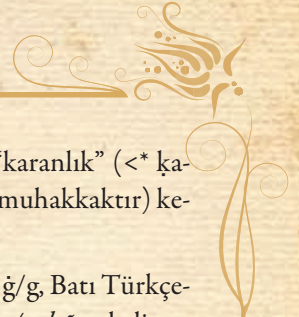 “karanlık” (<* ḳa-
muhakkaktır) ke-
ġ/g, Batı Türkçe-